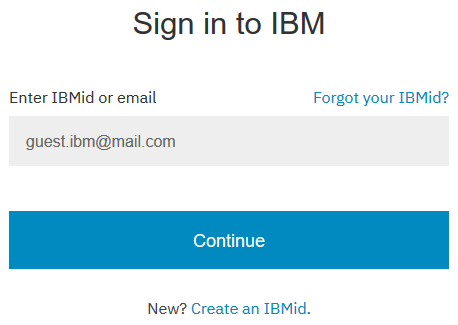 Sign in to IBM
Enter IBMid or email Forgot your IBMid?
guest.ibm@mail.com
Continue
New? Create an IBMid.